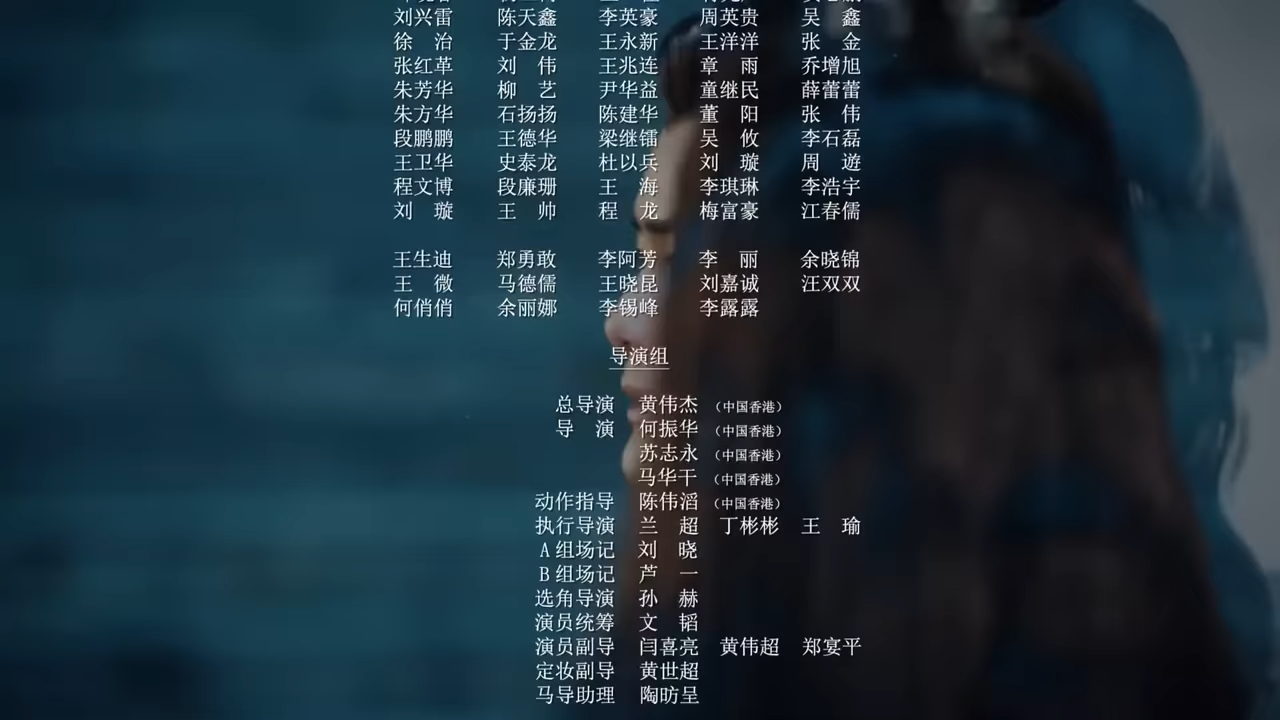 刘兴雷 陈天鑫 李英豪 周英贵 吴 鑫
徐 治 于金龙 王永新 王洋洋 张 金
张红革 刘 伟 王兆连 章 雨 乔增旭
朱芳华 柳 艺 尹华益 童继民 薛蕾蕾
朱方华 石扬扬 陈建华 董 阳 张 伟
段鹏鹏 王德华 梁继镭 吴 攸 李石磊
王卫华 史泰龙 杜以兵 刘 璇 周 遊
程文博 段廉珊 王 海 李琪琳 李浩宇
刘 璇 王 帅 程 龙 梅富豪 江春儒
王生迪 郑勇敢 李阿芳 李 丽 余晓锦
王 微 马德儒 王晓昆 刘嘉诚 汪双双
何俏俏 余丽娜 李锡峰 李露露
导演组
总导演 黄伟杰 （中国香港）
导 演 何振华 （中国香港）
苏志永 （中国香港）
马华干 （中国香港）
动作指导 陈伟滔 （中国香港）
执行导演 兰 超 丁彬彬 王 瑜
A组场记 刘 晓
B组场记 芦 一
选角导演 孙 赫
演员统筹 文 韬
演员副导 闫喜亮 黄伟超 郑宴平
定妆副导 黄世超
马导助理 陶昉呈